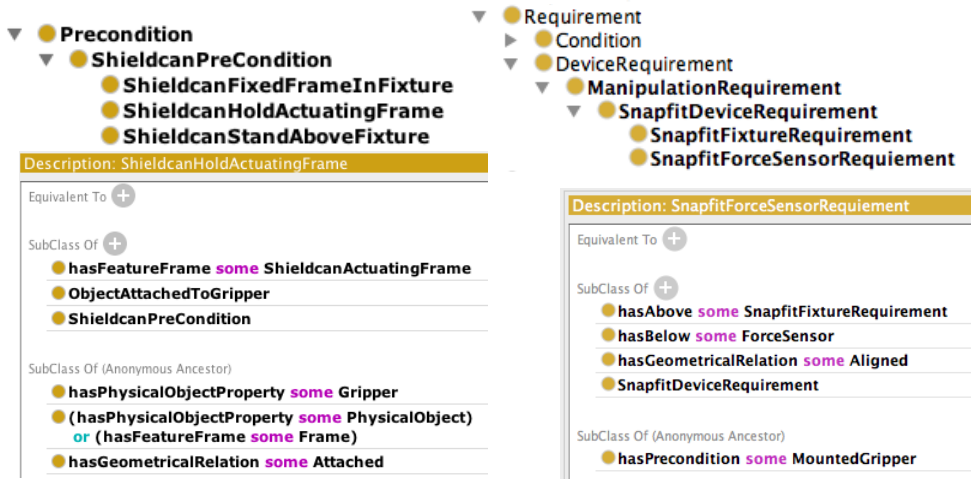 Precondition
ShieldcanPreCondition
ShieldcanFixedFrameInFixture
ShieldcanHoldActuatingFrame
ShieldcanStandAboveFixture
Description: ShieldcanHoldActuatingFrame
Equivalent To
SubClass Of
hasFeatureFrame some ShieldcanActuatingFrame
ObjectAttachedToGripper
ShieldcanPreCondition
SubClass Of (Anonymous Ancestor)
hasPhysicalObjectProperty some Gripper
(hasPhysicalObjectProperty some PhysicalObject)
or (hasFeatureFrame some Frame)
hasGeometricalRelation some Attached
Requirement
Condition
DeviceRequirement
ManipulationRequirement
SnapfitDeviceRequirement
SnapfitFixtureRequirement
SnapfitForceSensorRequiement
Description: SnapfitForceSensorRequiement
Equivalent To
SubClass Of
hasAbove some SnapfitFixtureRequirement
hasBelow some ForceSensor
hasGeometricalRelation some Aligned
SnapfitDeviceRequirement
SubClass Of (Anonymous Ancestor)
hasPrecondition some MountedGripper